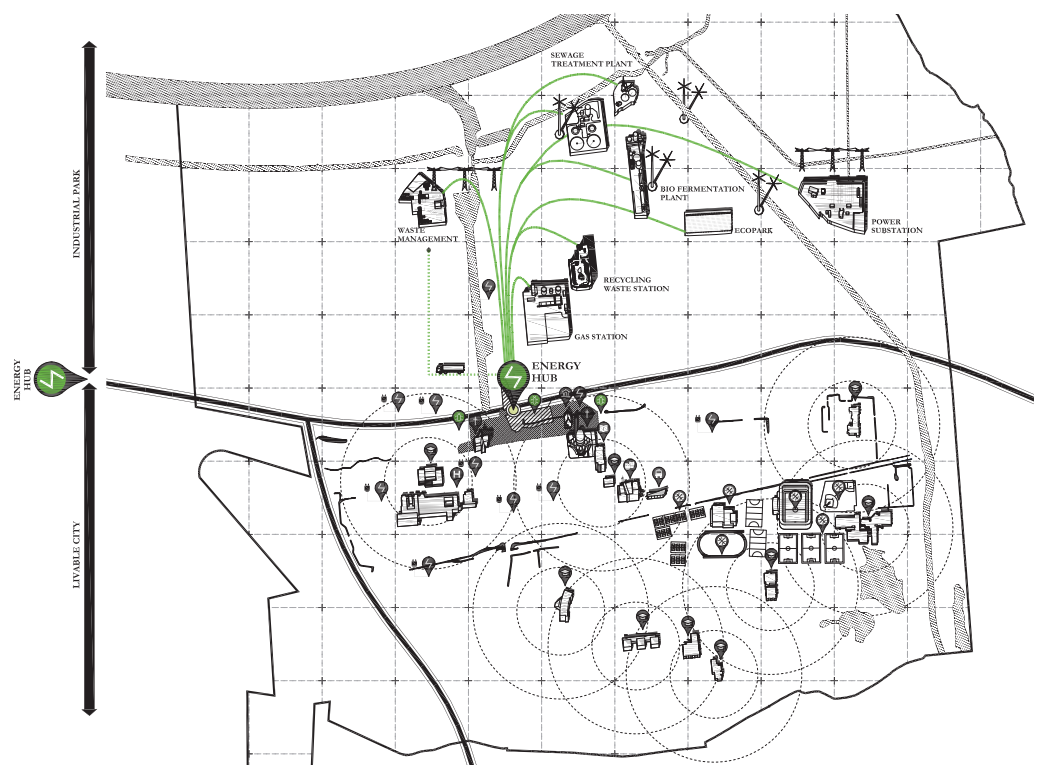 SEWAGE
TREATMENT PLANT
INDUSTRIAL PARK
BIO FERMENTATION
PLANT
WASTE
MANAGEMENT
ECOPARK
POWER
SUBSTATION
RECYCLING
WASTE STATION
GAS STATION
ENERGY
HUB
ENERGY
HUB
LIVABLE CITY